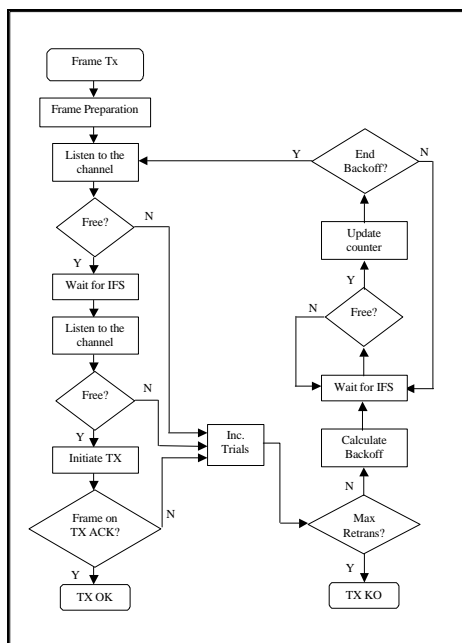 Frame Tx
Frame Preparation
Listen to the
channel
Free?
N
Y
Wait for IFS
Listen to the
channel
Free?
N
Y
Initiate TX
Frame on
TX ACK?
N
Y
TX OK
Inc.
Trials
Y
End
Backoff?
N
Update
counter
Y
N
Free?
Wait for IFS
Calculate
Backoff
N
Max
Retrans?
Y
TX KO